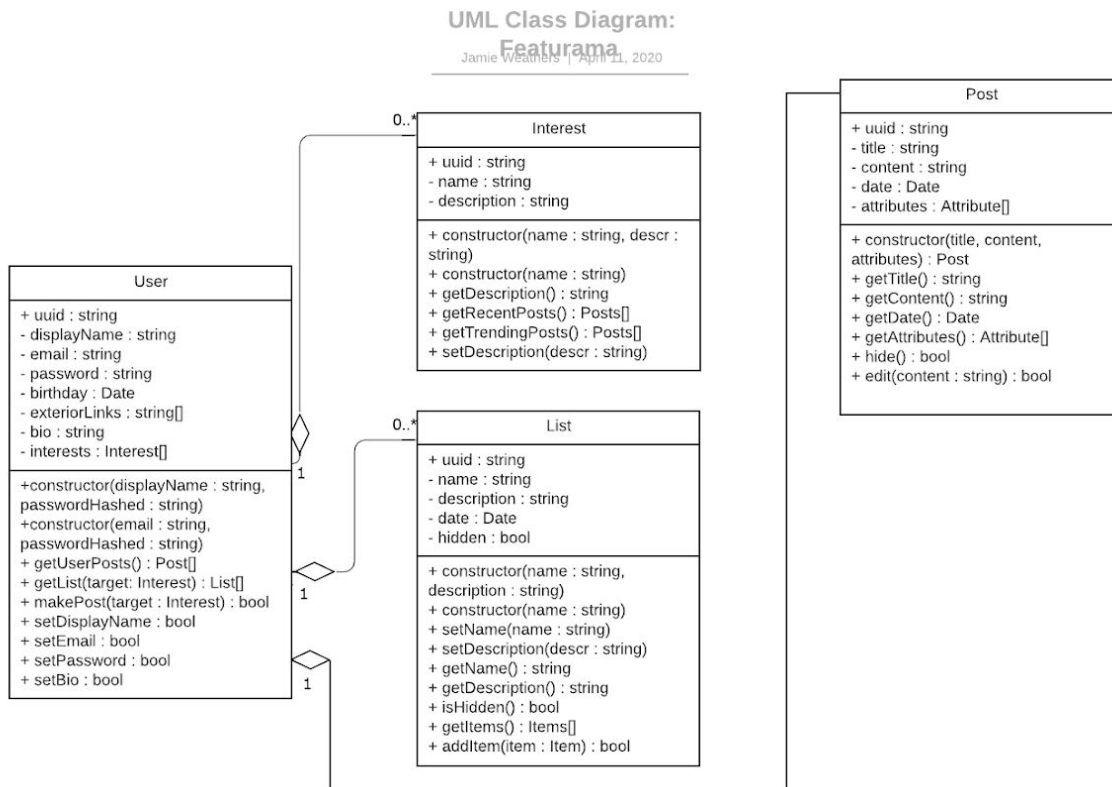 UML Class Diagram:
Featurama
Jamie Weathers | April 11, 2020
0..*
Interest
+ uuid : string
- name : string
- description : string
+ constructor(name : string, descr :
string)
+ constructor(name : string)
+ getDescription() : string
+ getRecentPosts() : Posts[]
+ getTrendingPosts() : Posts[]
+ setDescription(descr : string)
Post
+ uuid : string
- title : string
- content : string
- date : Date
- attributes : Attribute[]
+ constructor(title, content,
attributes) : Post
+ getTitle() : string
+ getContent() : string
+ getDate() : Date
+ getAttributes() : Attribute[]
+ hide() : bool
+ edit(content : string) : bool
User
+ uuid : string
- displayName : string
- email : string
- password : string
- birthday : Date
- exteriorLinks : string[]
- bio : string
- interests : Interest[]
+constructor(displayName : string,
passwordHashed : string)
+constructor(email : string,
passwordHashed : string)
+ getUserPosts() : Post[]
+ getList(target: Interest) : List[]
+ makePost(target : Interest) : bool
+ setDisplayName : bool
+ setEmail : bool
+ setPassword : bool
+ setBio : bool
1
1
1
0..*
List
+ uuid : string
- name : string
- description : string
- date : Date
- hidden : bool
+ constructor(name : string,
description : string)
+ constructor(name : string)
+ setName(name : string)
+ setDescription(descr : string)
+ getName() : string
+ getDescription() : string
+ isHidden() : bool
+ getItems() : Items[]
+ addItem(item : Item) : bool